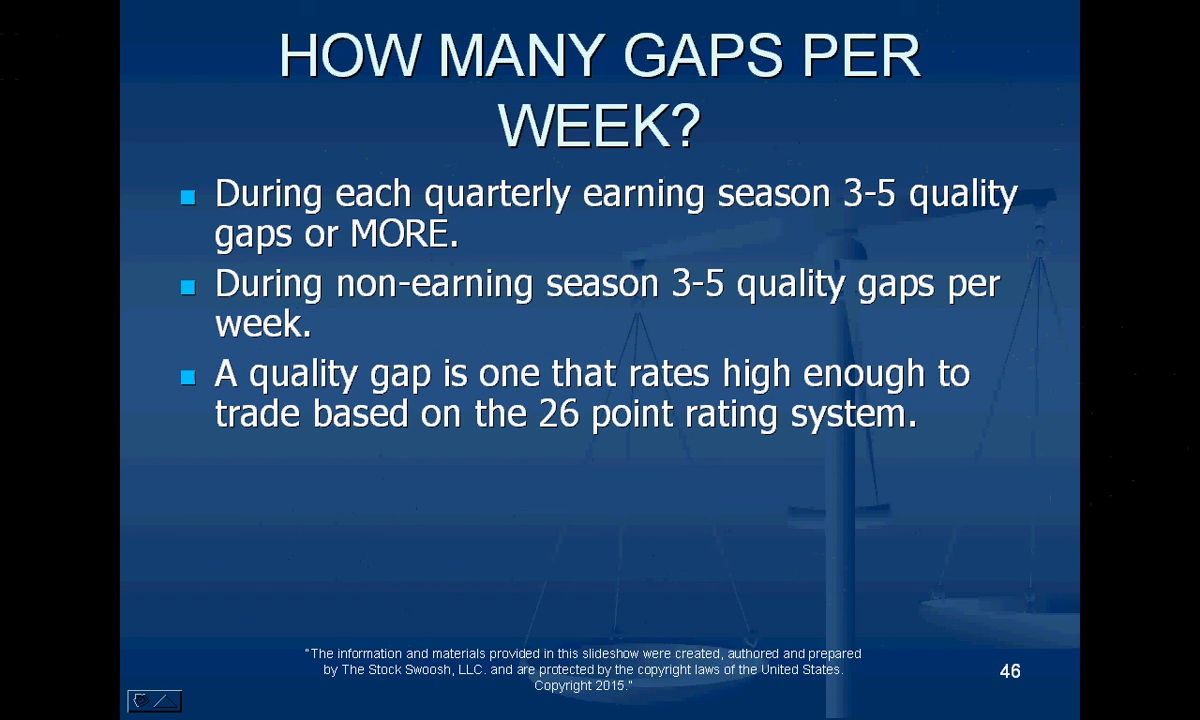 HOW MANY GAPS PER
WEEK?
During each quarterly earning season 3-5 quality
gaps or MORE.
During non-earning season 3-5 quality gaps per
week.
A quality gap is one that rates high enough to
trade based on the 26 point rating system.
"The information and materials provided in this slideshow were created, authored and prepared
by The Stock Swoosh, LLC. and are protected by the copyright laws of the United States.
Copyright 2015."
46